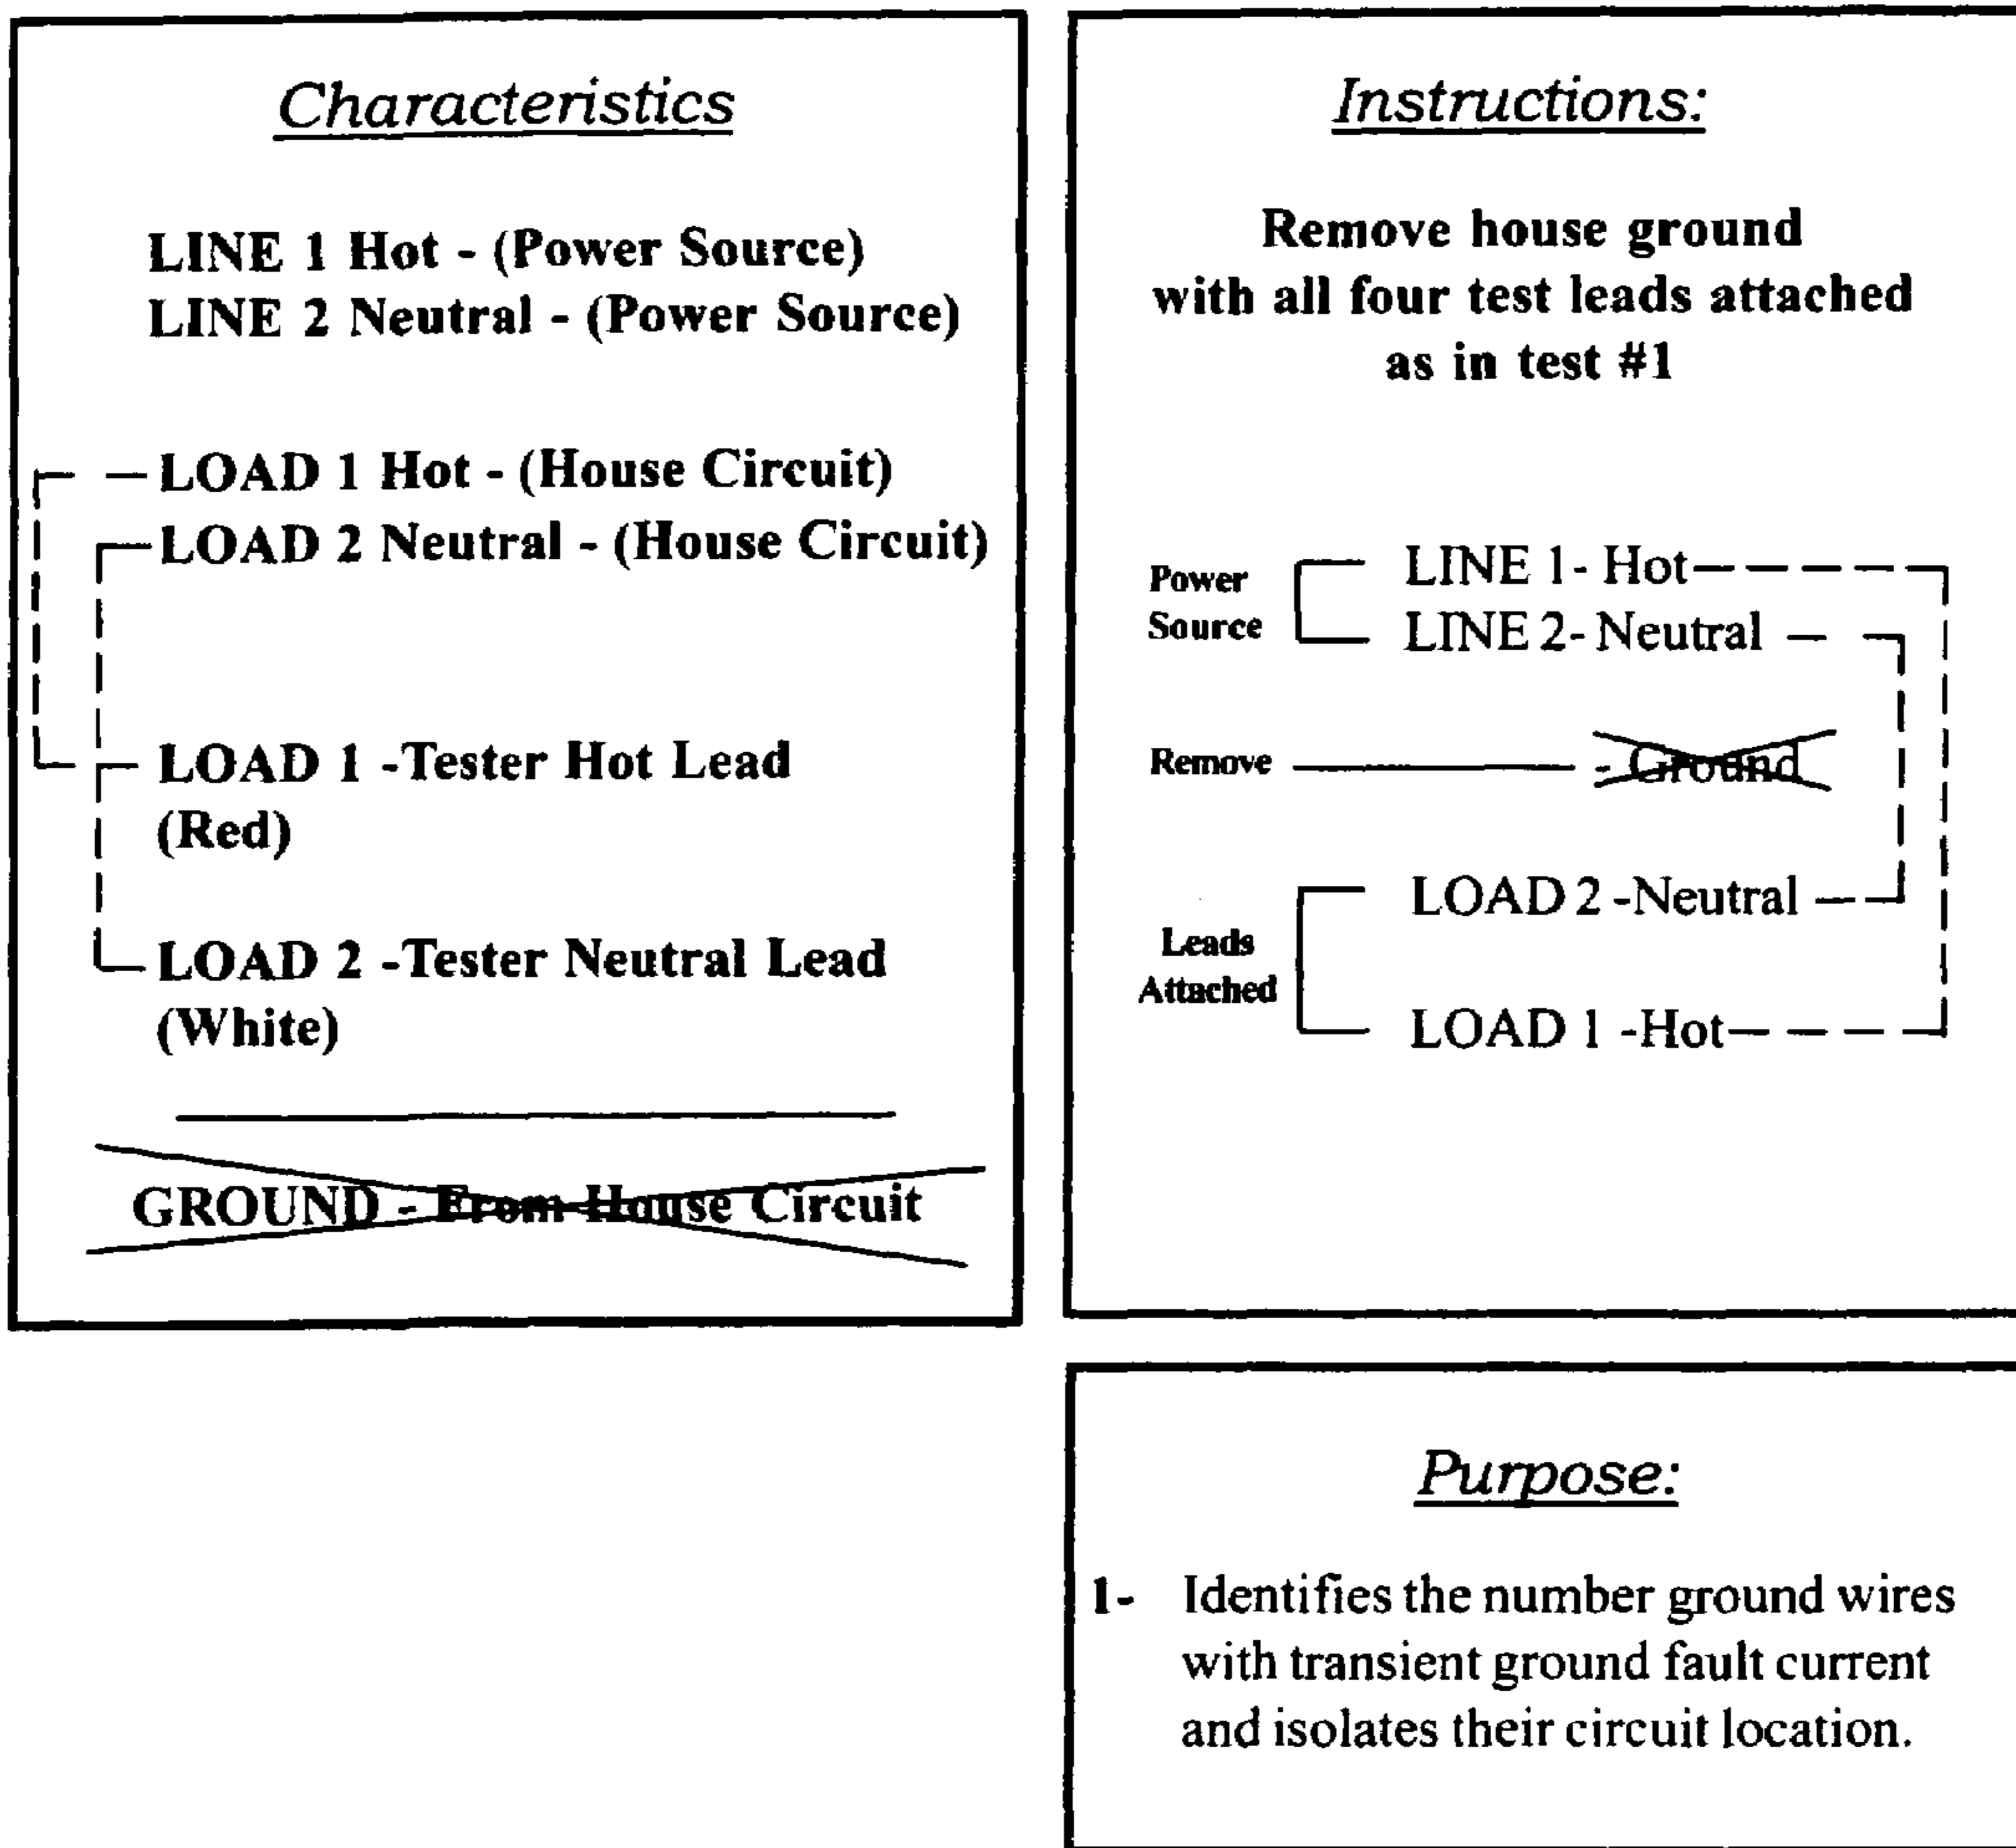 Characteristics
LINE 1 Hot - (Power Source)
LINE 2 Neutral - (Power Source)
LOAD 1 Hot - (House Circuit)
LOAD 2 Neutral - (House Circuit)
LOAD 1 -Tester Hot Lead
(Red)
LOAD 2 -Tester Neutral Lead
(White)
GROUND - From House Circuit
Instructions:
Remove house ground
with all four test leads attached
as in test #1
Power
Source
LINE 1- Hot
LINE 2- Neutral
Remove
- Ground
Leads
Attached
LOAD 2 -Neutral
LOAD 1 -Hot
Purpose:
1- Identifies the number ground wires
with transient ground fault current
and isolates their circuit location.